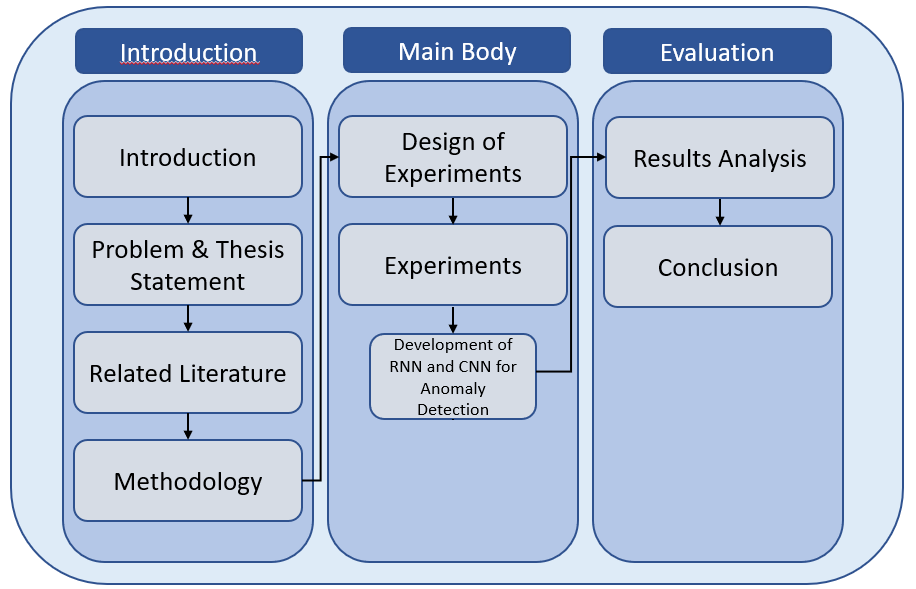 Introduction
Main Body
Evaluation
Introduction
Problem & Thesis
Statement
Related Literature
Methodology
Design of
Experiments
Experiments
Development of
RNN and CNN for
Anomaly
Detection
Results Analysis
Conclusion